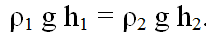 ρ₁ g h₁ = ρ₂ g h₂.